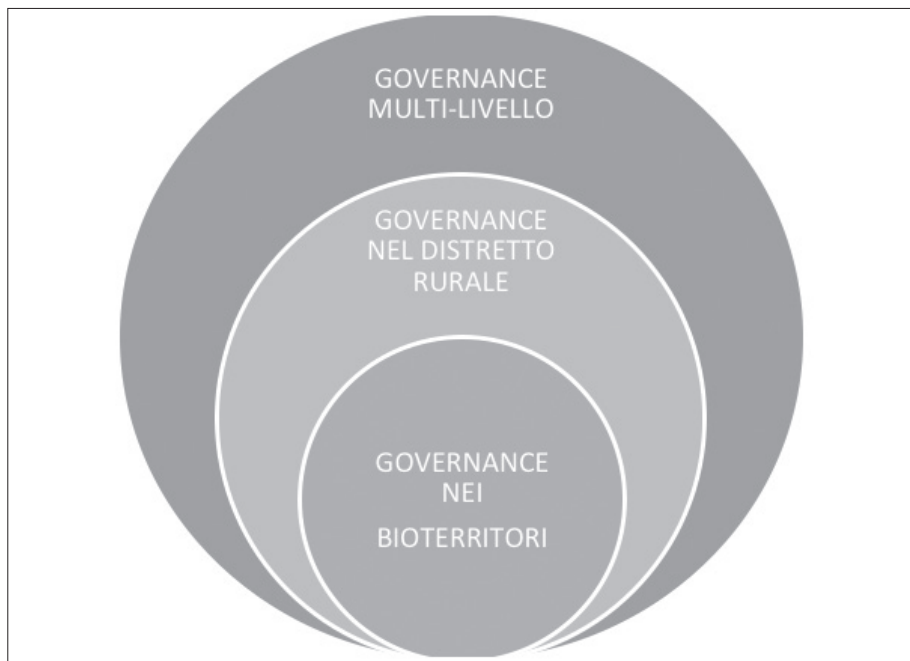 GOVERNANCE
MULTI-LIVELLO
GOVERNANCE
NEL DISTRETTO
RURALE
GOVERNANCE
NEI
BIOTERRITORI